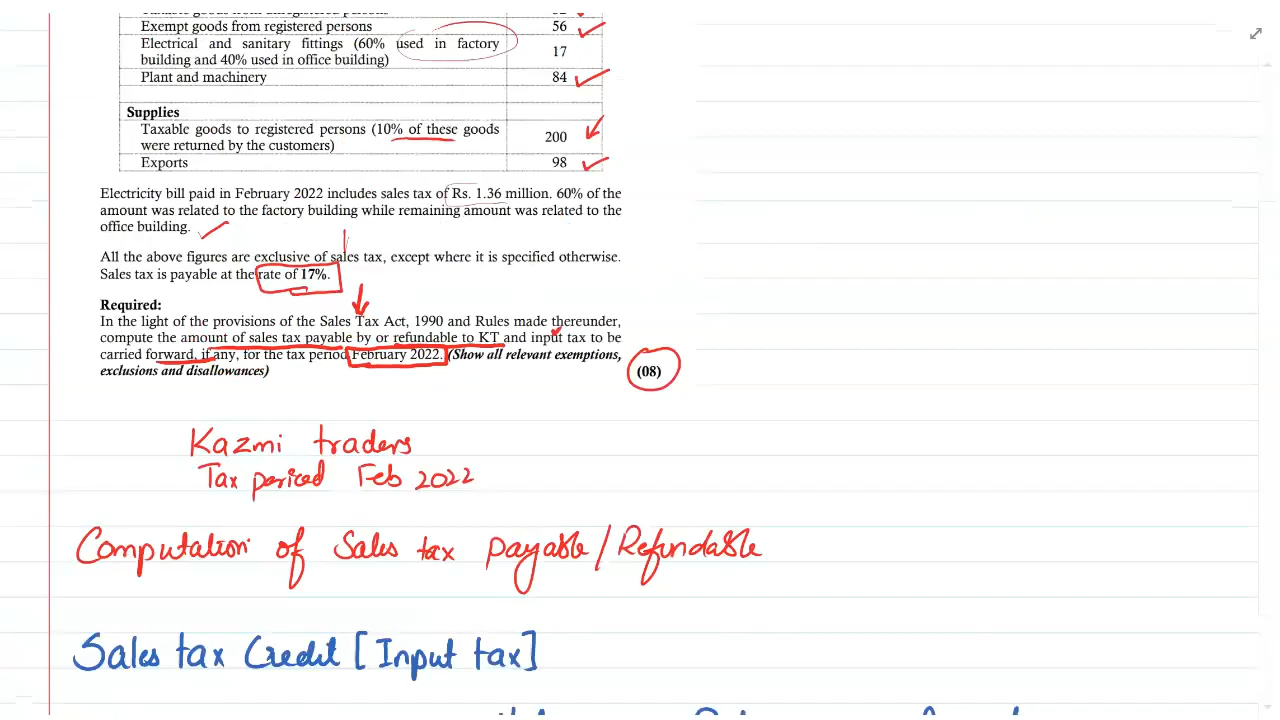 Exempt goods from registered persons 56
Electrical and sanitary fittings (60% used in factory
building and 40% used in office building) 17
Plant and machinery 84
Supplies
Taxable goods to registered persons (10% of these goods
were returned by the customers) 200
Exports 98
Electricity bill paid in February 2022 includes sales tax of Rs. 1.36 million. 60% of the
amount was related to the factory building while remaining amount was related to the
office building.
All the above figures are exclusive of sales tax, except where it is specified otherwise.
Sales tax is payable at the rate of 17%.
Required:
In the light of the provisions of the Sales Tax Act, 1990 and Rules made thereunder,
compute the amount of sales tax payable by or refundable to KT and input tax to be
carried forward, if any, for the tax period February 2022. (Show all relevant exemptions,
exclusions and disallowances) (08)
Kazmi traders
Tax period Feb 2022
Computation of Sales tax payable/Refundable
Sales tax Credit [Input tax]